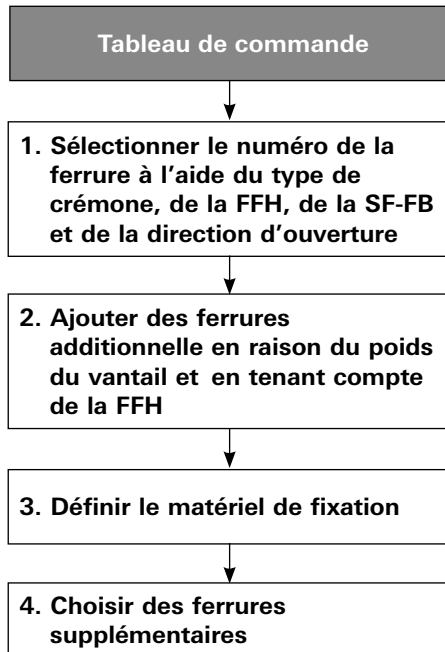 Tableau de commande
1. Sélectionner le numéro de la
ferrure à l’aide du type de
crémone, de la FFH, de la SF-FB
et de la direction d’ouverture
2. Ajouter des ferrures
additionnelle en raison du poids
du vantail et en tenant compte
de la FFH
3. Définir le matériel de fixation
4. Choisir des ferrures
supplémentaires